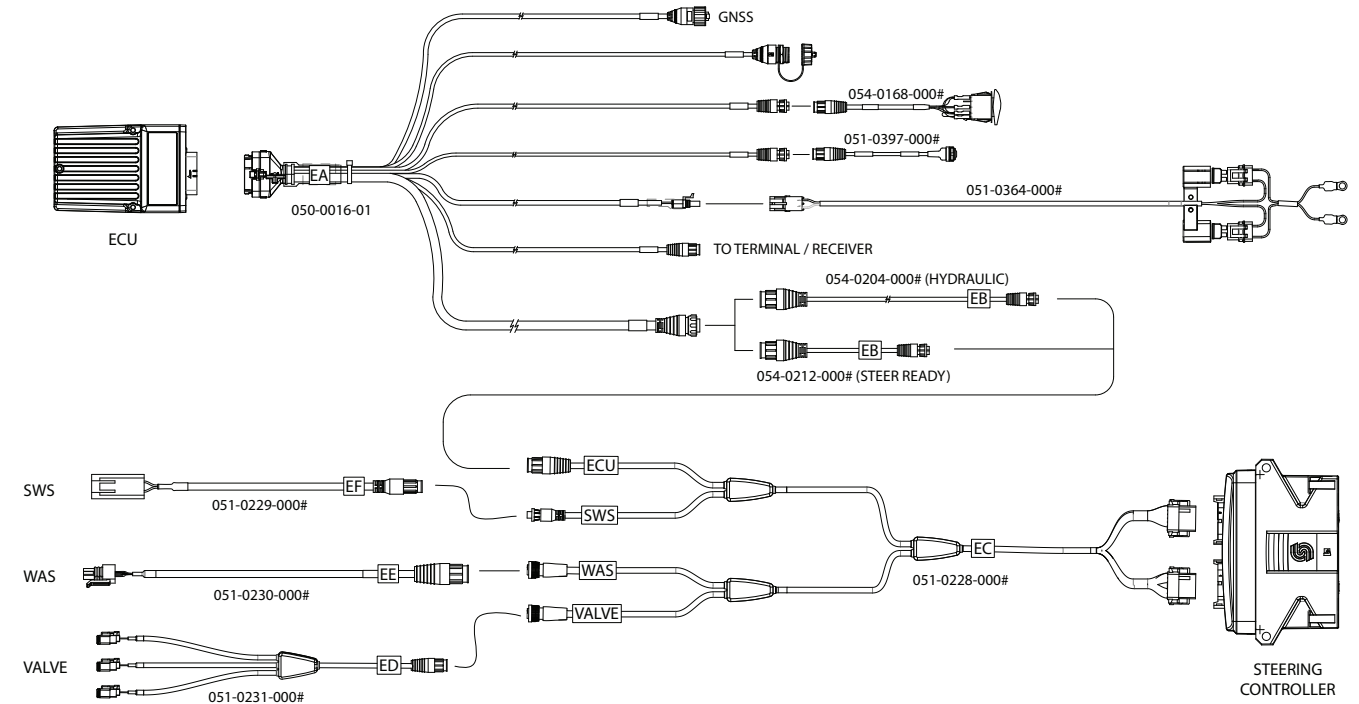 GNSS
054-0168-000#
051-0397-000#
EA
051-0364-000#
050-0016-01
ECU
TO TERMINAL / RECEIVER
054-0204-000# (HYDRAULIC)
EB
EB
054-0212-000# (STEER READY)
ECU
SWS
EF
051-0229-000#
SWS
EC
051-0228-000#
WAS
EE
WAS
051-0230-000#
VALVE
VALVE
ED
051-0231-000#
STEERING
CONTROLLER